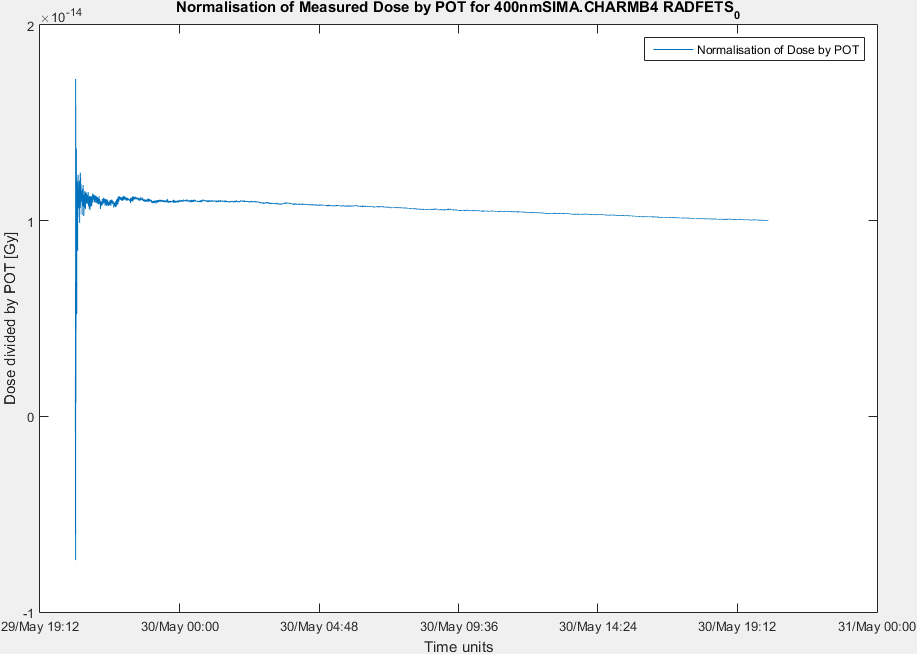 Normalisation of Measured Dose by POT for 400nmSIMA.CHARMB4 RADFETS0
×10-14
2
Normalisation of Dose by POT
1
Dose divided by POT [Gy]
0
-1
29/May 19:12 30/May 00:00 30/May 04:48 30/May 09:36 30/May 14:24 30/May 19:12 31/May 00:00
Time units